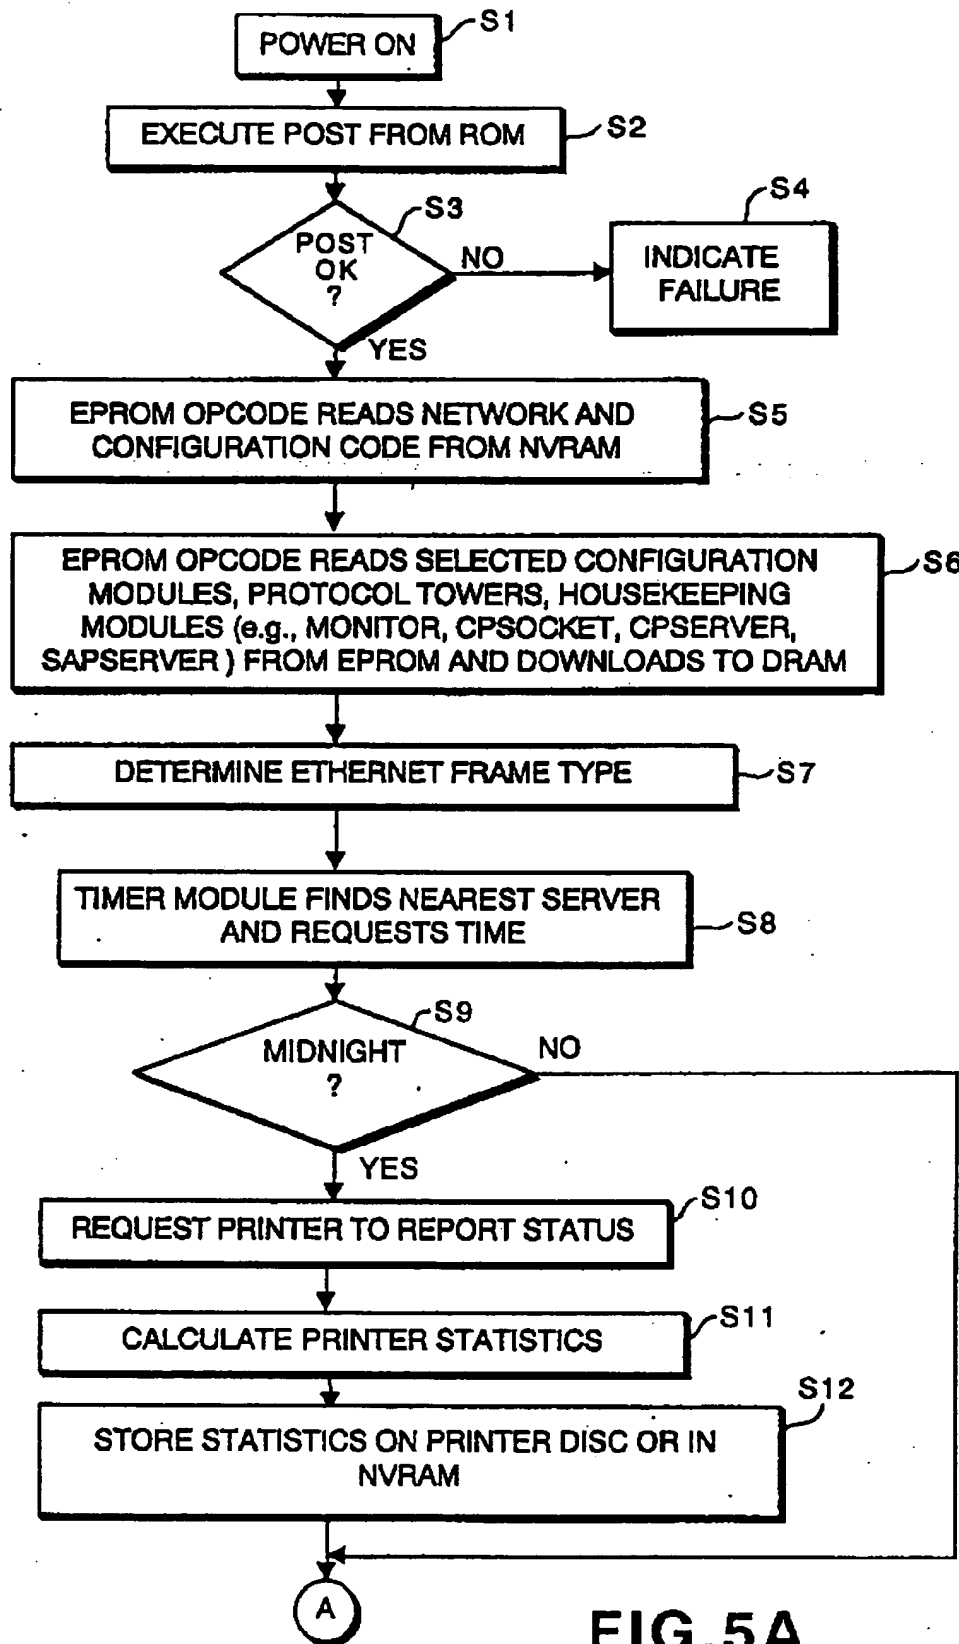 POWER ON
S1
EXECUTE POST FROM ROM
S2
POST
OK
?
S3
NO
S4
INDICATE
FAILURE
YES
EPROM OPCODE READS NETWORK AND
CONFIGURATION CODE FROM NVRAM
S5
EPROM OPCODE READS SELECTED CONFIGURATION
MODULES, PROTOCOL TOWERS, HOUSEKEEPING
MODULES (e.g., MONITOR, CPSOCKET, CPSERVER,
SAPSERVER ) FROM EPROM AND DOWNLOADS TO DRAM
S6
DETERMINE ETHERNET FRAME TYPE
S7
TIMER MODULE FINDS NEAREST SERVER
AND REQUESTS TIME
S8
MIDNIGHT
?
S9
NO
YES
REQUEST PRINTER TO REPORT STATUS
S10
CALCULATE PRINTER STATISTICS
S11
STORE STATISTICS ON PRINTER DISC OR IN
NVRAM
S12
A
FIG.5A